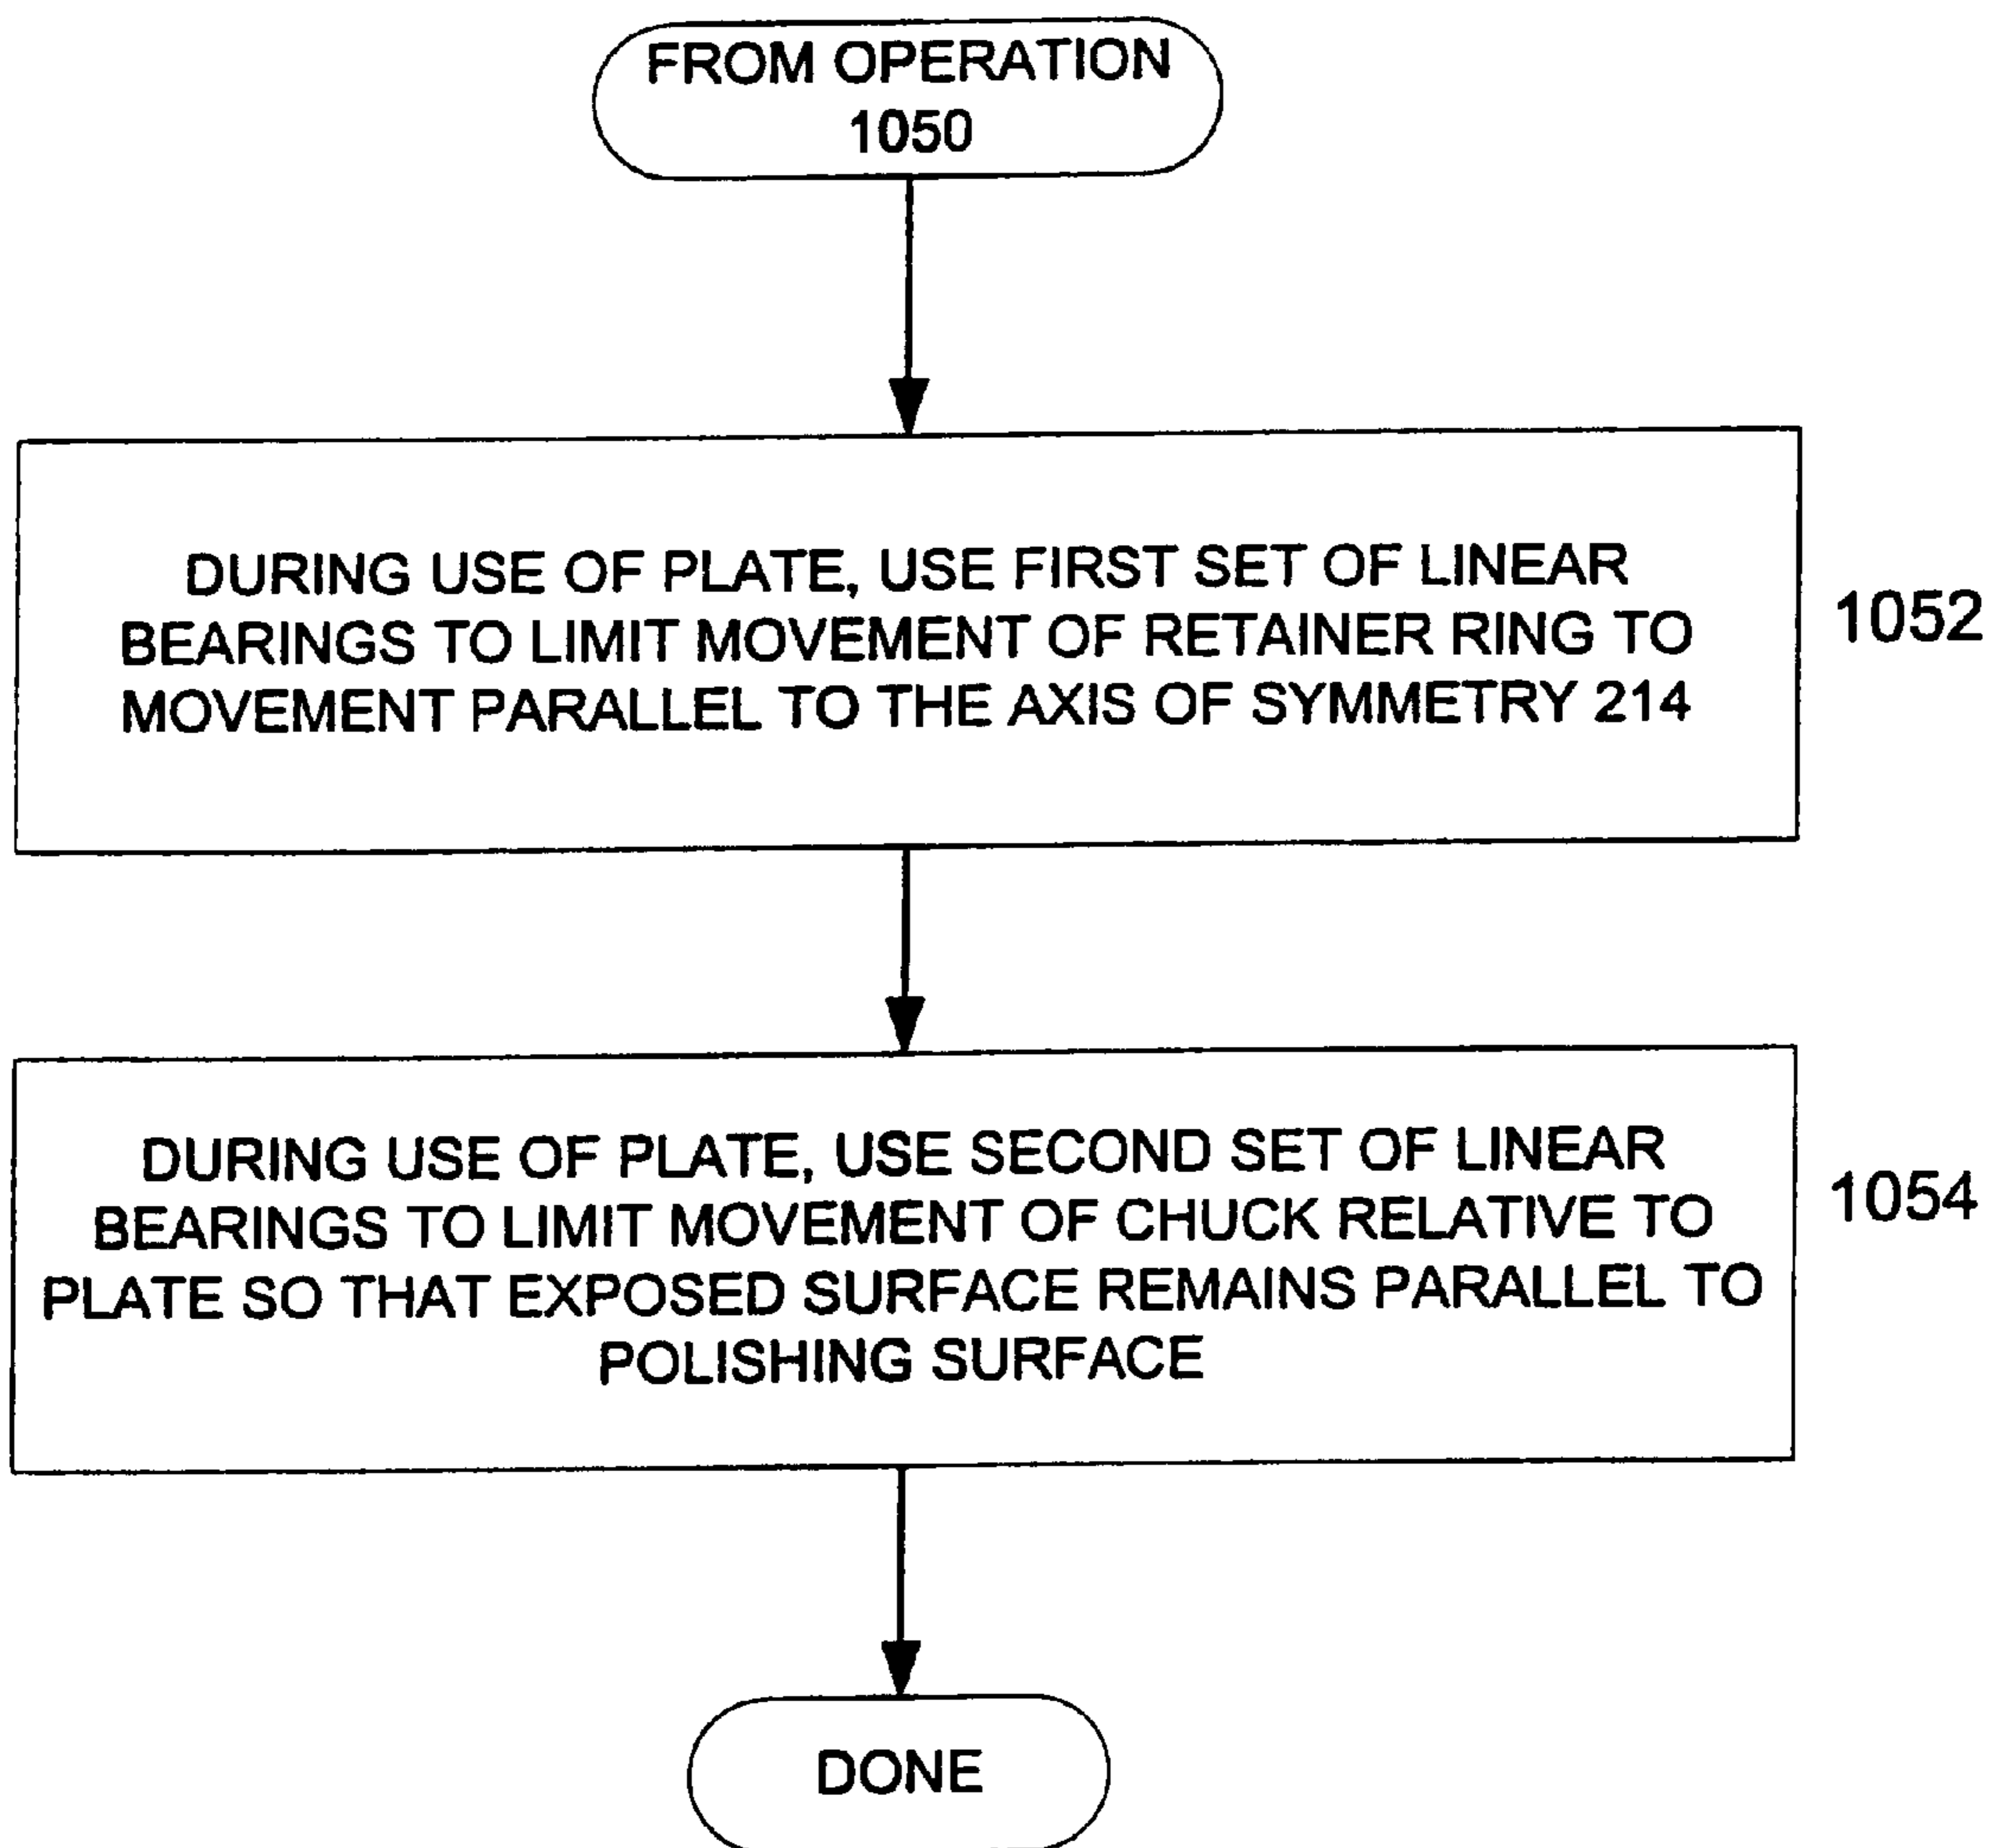 FROM OPERATION
1050
DURING USE OF PLATE, USE FIRST SET OF LINEAR
BEARINGS TO LIMIT MOVEMENT OF RETAINER RING TO
MOVEMENT PARALLEL TO THE AXIS OF SYMMETRY 214
1052
DURING USE OF PLATE, USE SECOND SET OF LINEAR
BEARINGS TO LIMIT MOVEMENT OF CHUCK RELATIVE TO
PLATE SO THAT EXPOSED SURFACE REMAINS PARALLEL TO
POLISHING SURFACE
1054
DONE